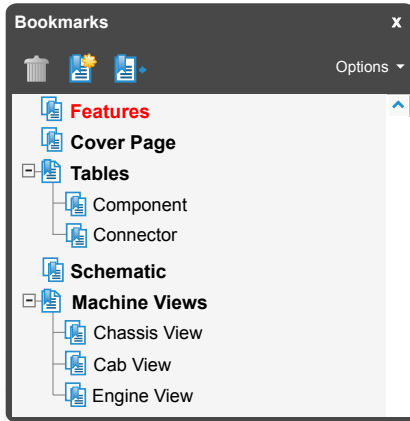 Bookmarks x
Options
Features
Cover Page
Tables
Component
Connector
Schematic
Machine Views
Chassis View
Cab View
Engine View